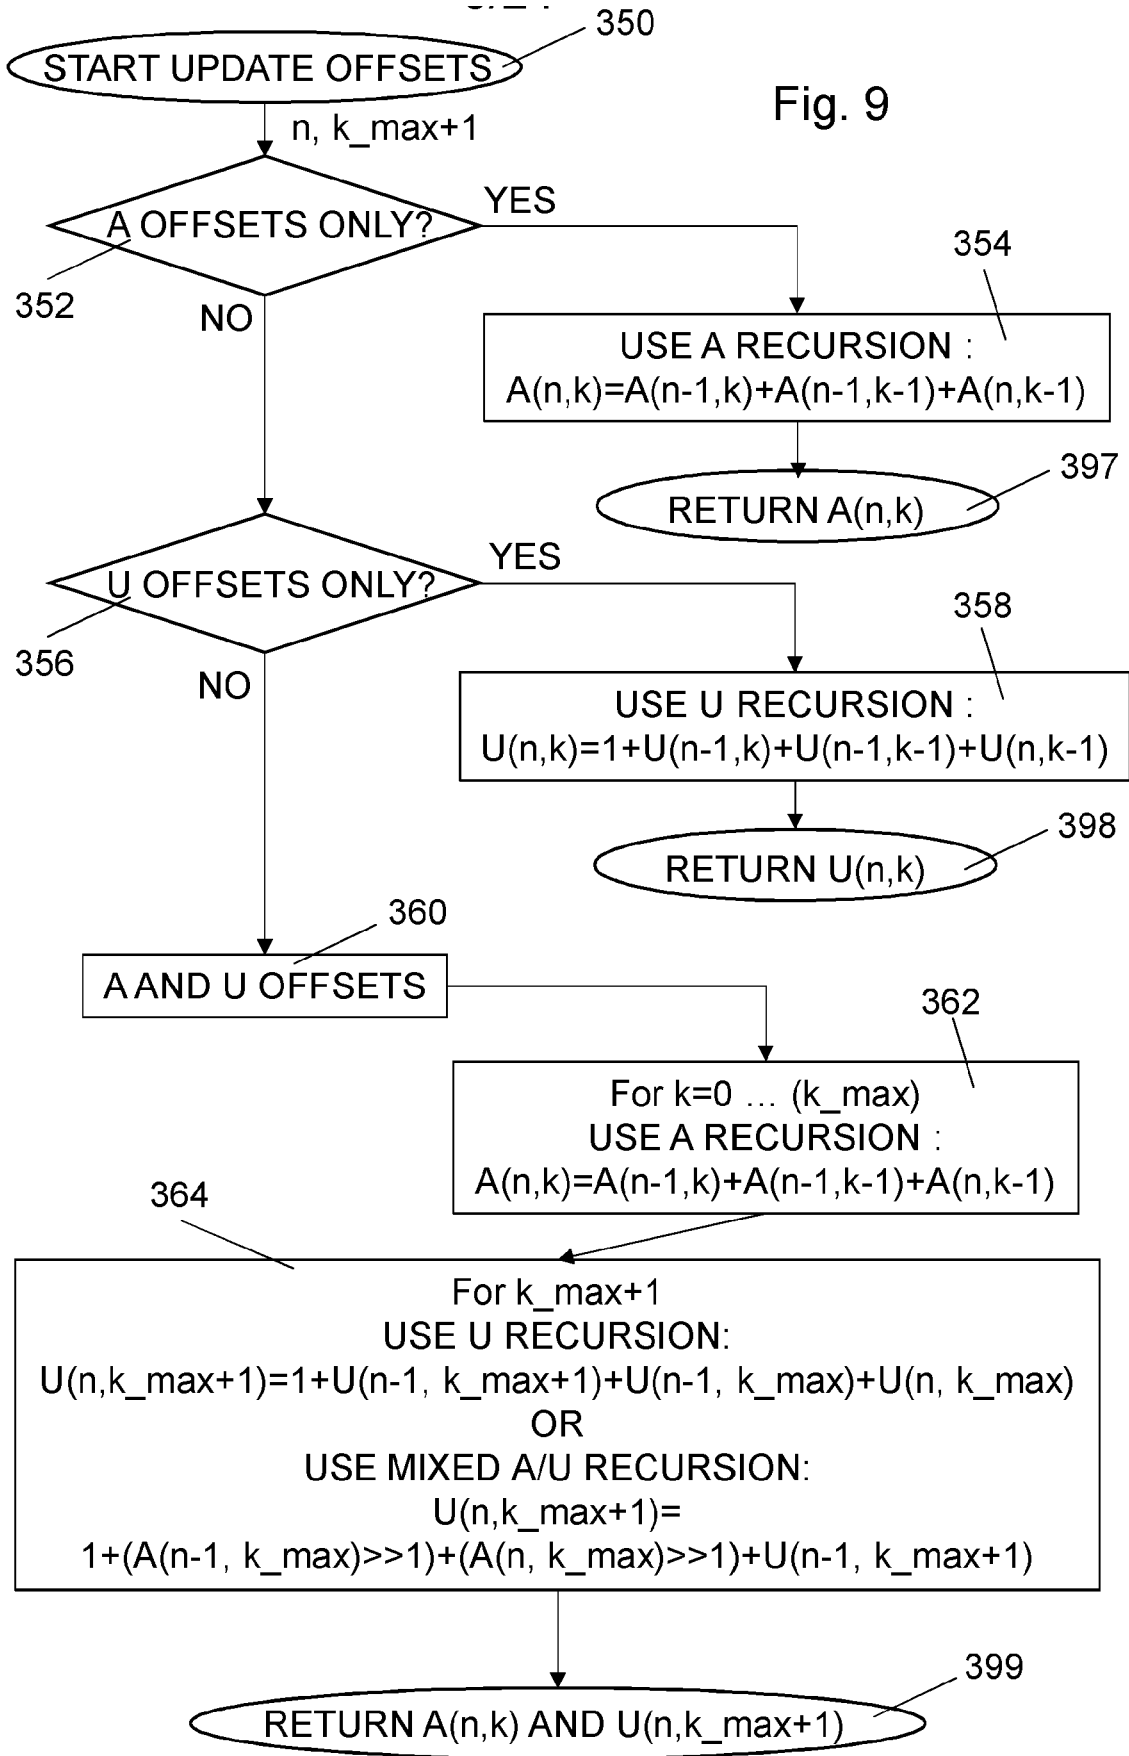 350
START UPDATE OFFSETS
Fig. 9
n, k_max+1
A OFFSETS ONLY?
YES
352
NO
354
USE A RECURSION :
A(n,k)=A(n-1,k)+A(n-1,k-1)+A(n,k-1)
397
RETURN A(n,k)
U OFFSETS ONLY?
YES
356
NO
358
USE U RECURSION :
U(n,k)=1+U(n-1,k)+U(n-1,k-1)+U(n,k-1)
398
RETURN U(n,k)
360
A AND U OFFSETS
362
For k=0 ... (k_max)
USE A RECURSION :
A(n,k)=A(n-1,k)+A(n-1,k-1)+A(n,k-1)
364
For k_max+1
USE U RECURSION:
U(n,k_max+1)=1+U(n-1, k_max+1)+U(n-1, k_max)+U(n, k_max)
OR
USE MIXED A/U RECURSION:
U(n,k_max+1)=
1+(A(n-1, k_max)>>1)+(A(n, k_max)>>1)+U(n-1, k_max+1)
399
RETURN A(n,k) AND U(n,k_max+1)